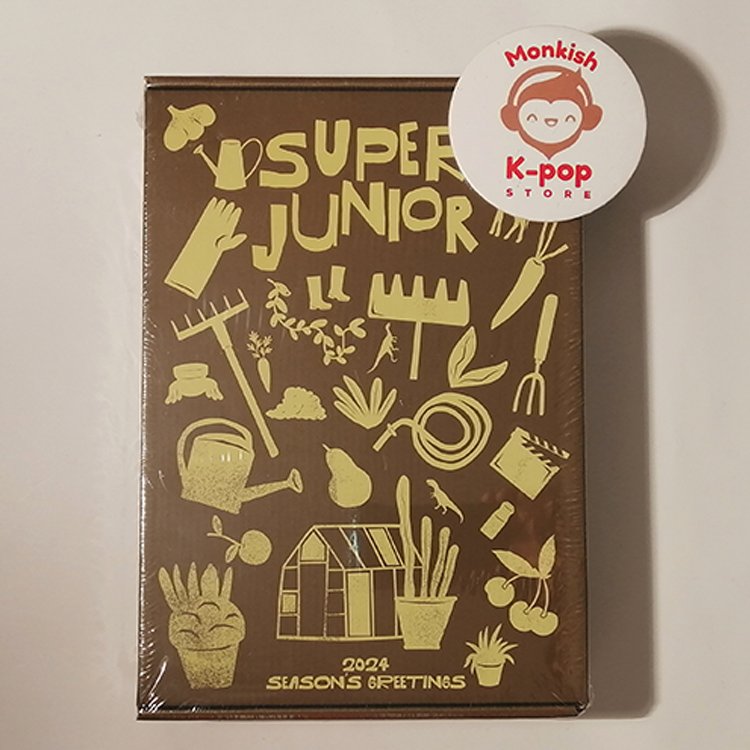 Monkish
K-pop
STORE
SUPER
JUNIOR
2024
SEASON'S GREETINGS